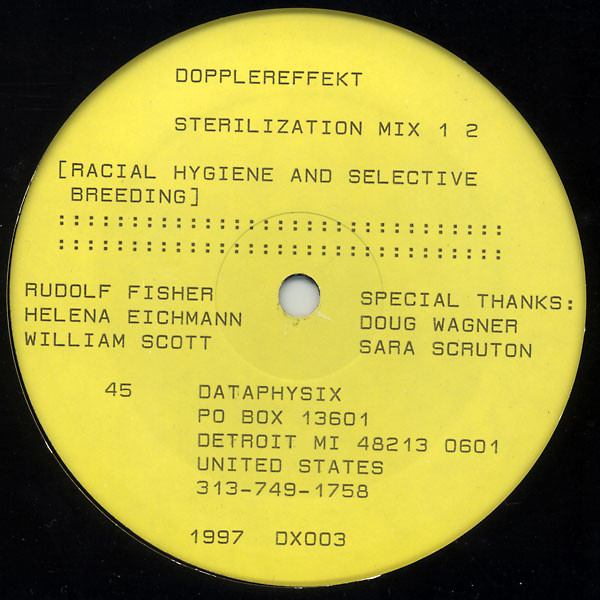 DOPPLEREFFEKT
STERILIZATION MIX 1 2
[RACIAL HYGIENE AND SELECTIVE
BREEDING]
::::::::::::::::::::::::::::::
::::::::::::::::::::::::::::::
RUDOLF FISHER
HELENA EICHMANN
WILLIAM SCOTT
SPECIAL THANKS:
DOUG WAGNER
SARA SCRUTON
45
DATAPHYSIX
PO BOX 13601
DETROIT MI 48213 0601
UNITED STATES
313-749-1758
1997 DX003